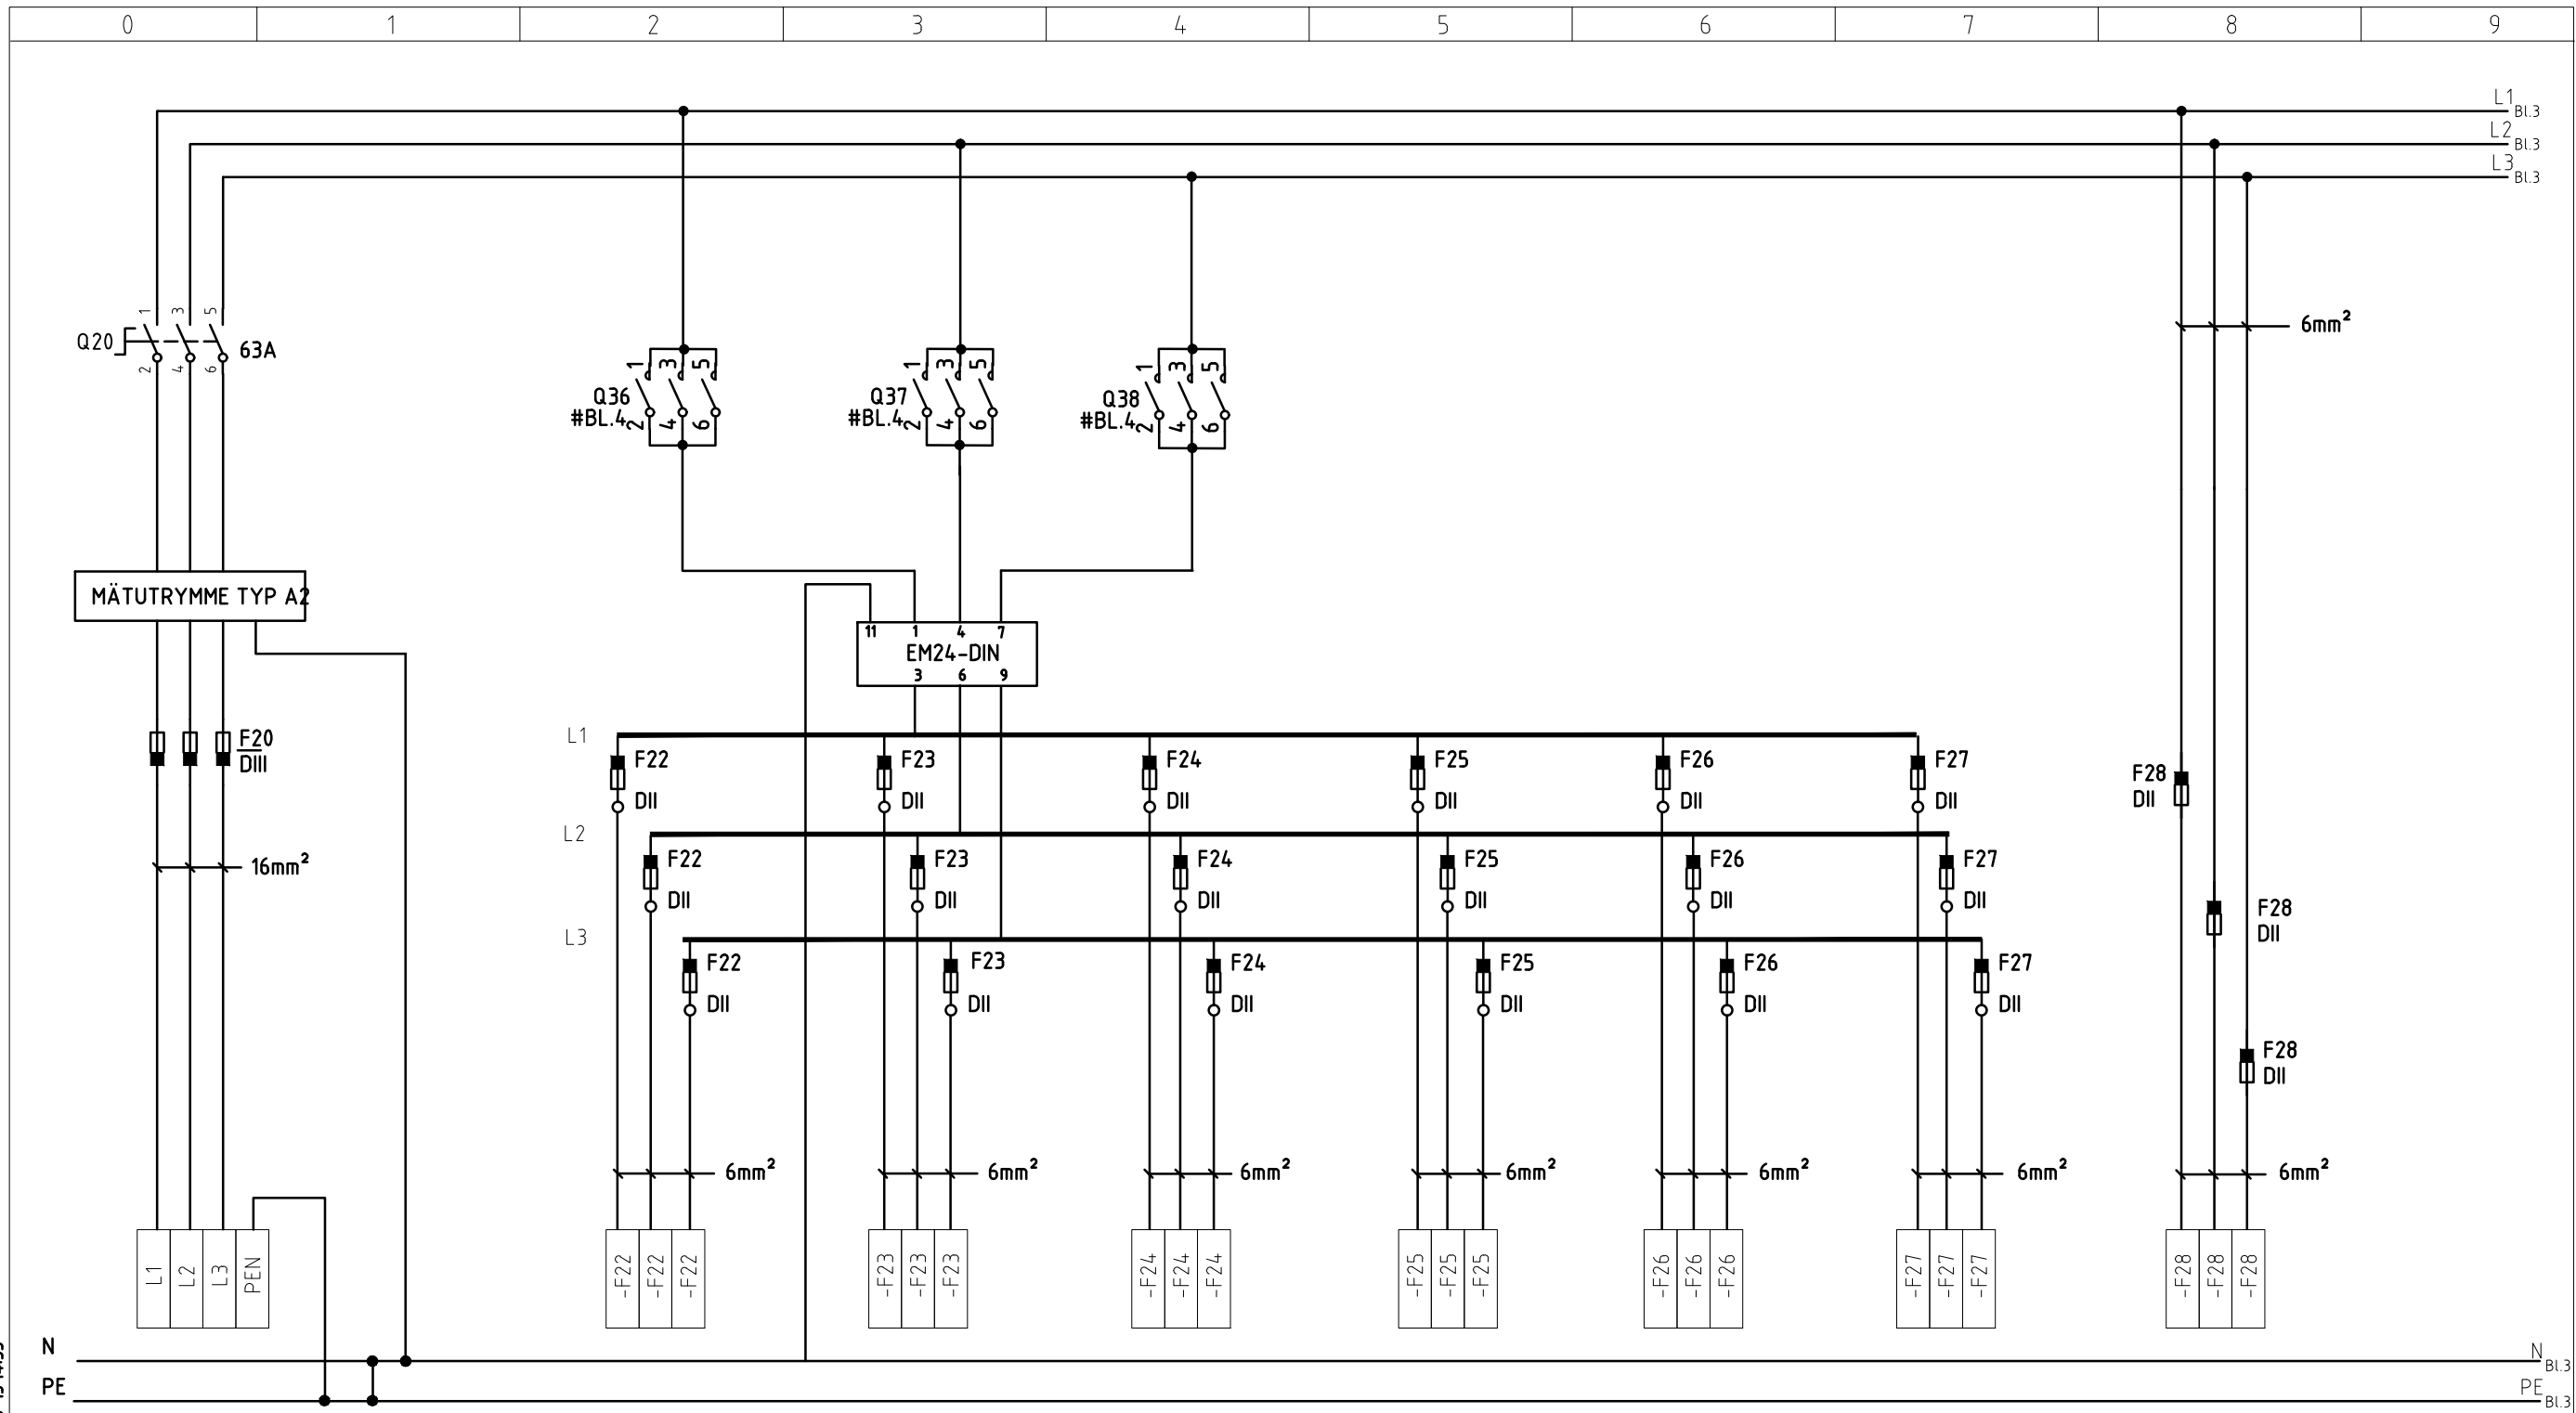 0 1 2 3 4 5 6 7 8 9
L1 Bl.3
L2 Bl.3
L3 Bl.3
1 3 5
Q20 63A
2 4 6
6mm²
1 3 5
Q36
#BL.4
2 4 6
1 3 5
Q37
#BL.4
2 4 6
1 3 5
Q38
#BL.4
2 4 6
MÄTUTRYMME TYP A2
11 1 4 7
EM24-DIN
3 6 9
F20
DIII
16mm²
L1
F22 F23 F24 F25 F26 F27
DII DII DII DII DII DII
F28
DII
L2
F22 F23 F24 F25 F26 F27
DII DII DII DII DII DII
F28
DII
L3
F22 F23 F24 F25 F26 F27
DII DII DII DII DII DII
F28
DII
6mm² 6mm² 6mm² 6mm² 6mm² 6mm² 6mm²
L1 L2 L3 PEN
-F22 -F22 -F22
-F23 -F23 -F23
-F24 -F24 -F24
-F25 -F25 -F25
-F26 -F26 -F26
-F27 -F27 -F27
-F28 -F28 -F28
N N Bl.3
PE PE Bl.3